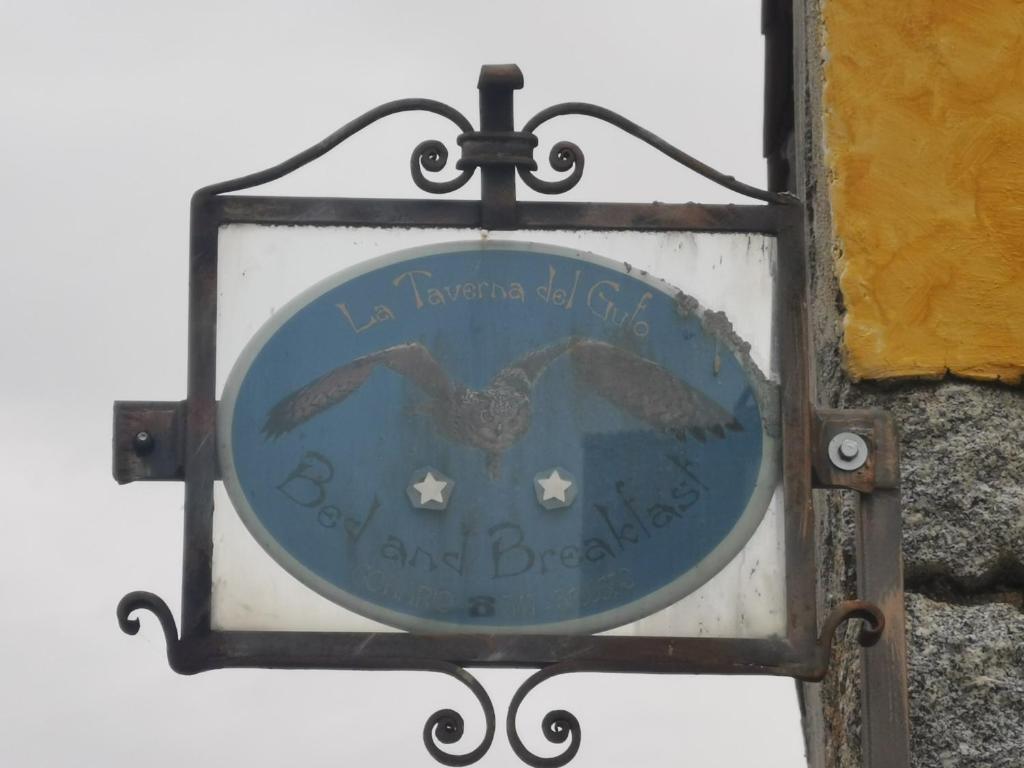 La Taverna del Gufo
Bed and Breakfast